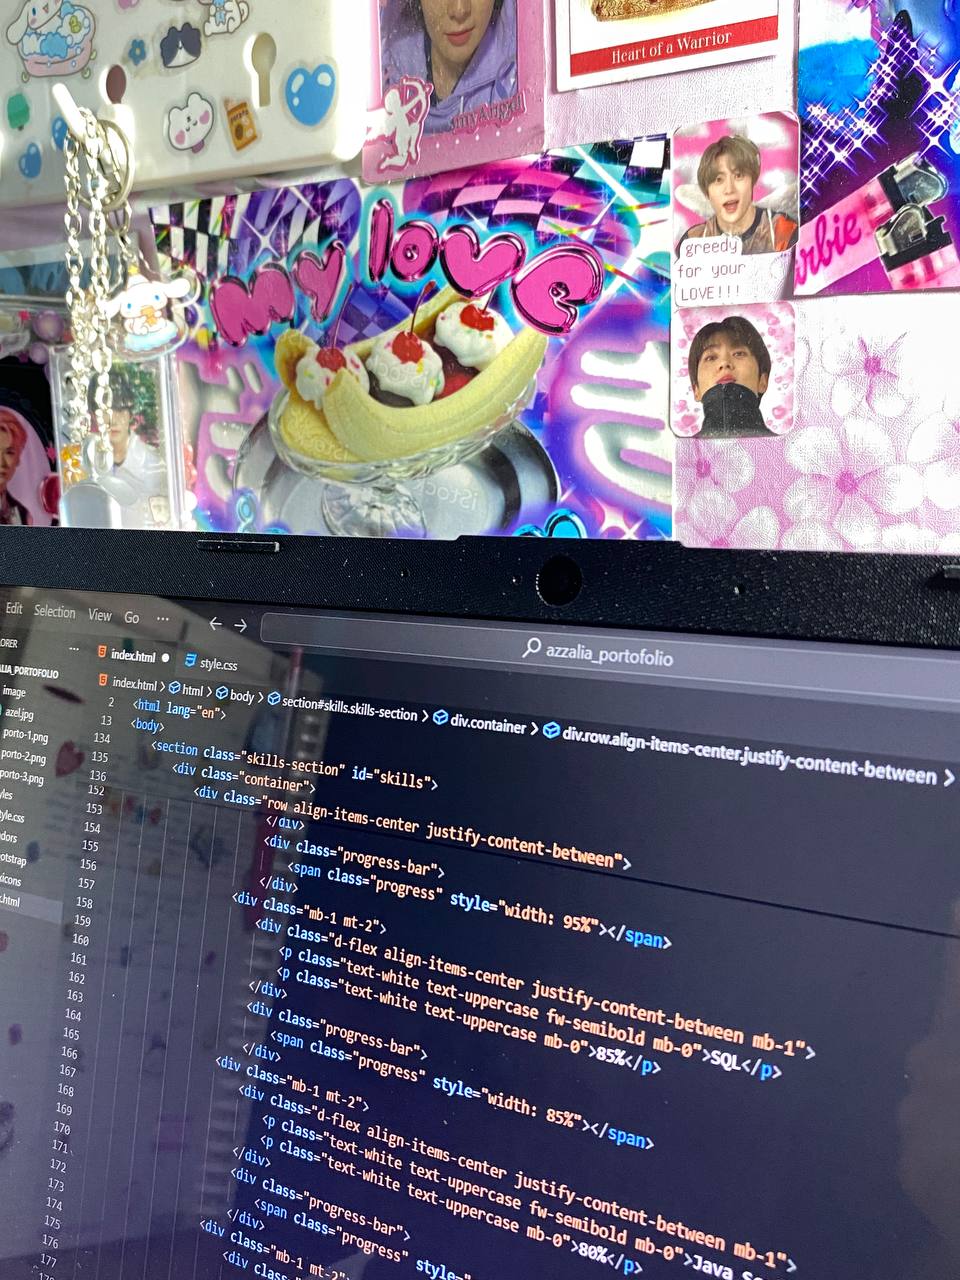 Heart of a Warrior
my love
greedy
for your
LOVE!!!
iStock
Edit Selection View Go ··· ← → azzalia_portofolio
index.html ● style.css
index.html > html > body > section#skills.skills-section > div.container > div.row.align-items-center.justify-content-between >
image
azel.jpg
porto-1.png
porto-2.png
porto-3.png
2 <html lang="en">
13 <body>
134 <section class="skills-section" id="skills">
135 <div class="container">
136 <div class="row align-items-center justify-content-between">
152 </div>
153 <div class="progress-bar">
154 <span class="progress" style="width: 95%"></span>
155 </div>
156 <div class="mb-1 mt-2">
157 <div class="d-flex align-items-center justify-content-between mb-1">
158 <p class="text-white text-uppercase fw-semibold mb-0">SQL</p>
159 <p class="text-white text-uppercase mb-0">85%</p>
160 </div>
161 <div class="progress-bar">
162 <span class="progress" style="width: 85%"></span>
163 </div>
164 <div class="mb-1 mt-2">
165 <div class="d-flex align-items-center justify-content-between mb-1">
166 <p class="text-white text-uppercase fw-semibold mb-0">Java
167 <p class="text-white text-uppercase mb-0">80%</p>
168 </div>
169 <div class="progress-bar">
170 <span class="progress" style=
171 </div>
172 <div class="mb-1 mt-2">
173 <div class=
174
175
176
177